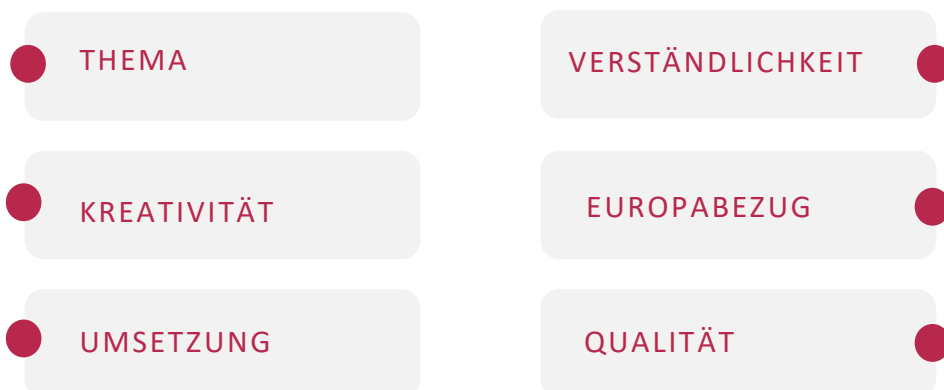 THEMA
VERSTÄNDLICHKEIT
KREATIVITÄT
EUROPABEZUG
UMSETZUNG
QUALITÄT